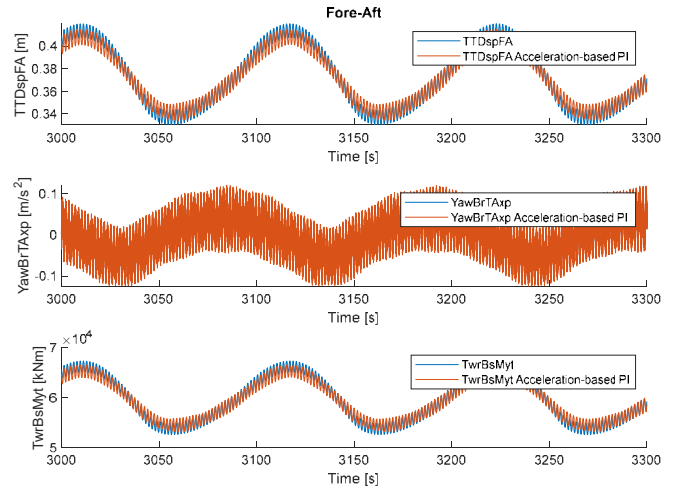 Fore-Aft
TTDspFA [m]
0.4
0.38
0.36
0.34
TTDspFA
TTDspFA Acceleration-based PI
3000 3050 3100 3150 3200 3250 3300
Time [s]
YawBrTAxp [m/s²]
0.1
0
-0.1
YawBrTAxp
YawBrTAxp Acceleration-based PI
3000 3050 3100 3150 3200 3250 3300
Time [s]
TwrBsMyt [kNm]
×10⁴
7
6
5
TwrBsMyt
TwrBsMyt Acceleration-based PI
3000 3050 3100 3150 3200 3250 3300
Time [s]